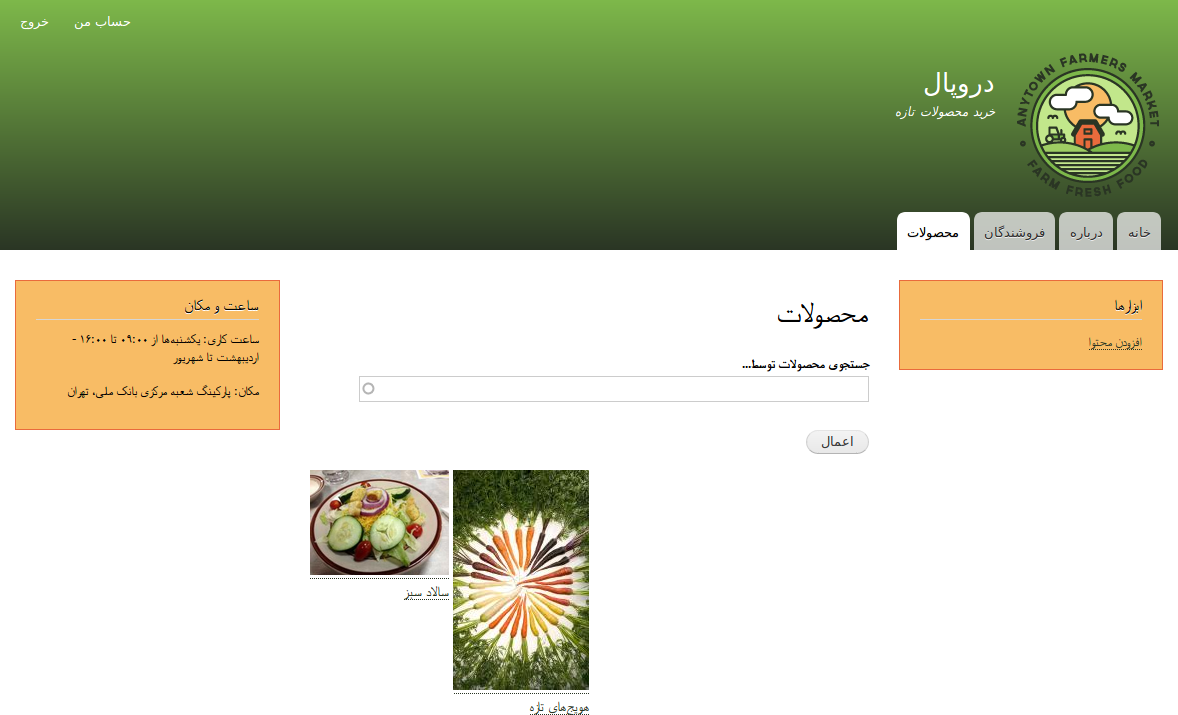 حساب من
خروج
ANYTOWN FARMERS MARKET
FARM FRESH FOOD
دروپال
خرید محصولات تازه
خانه
درباره
فروشندگان
محصولات
ابزارها
افزودن محتوا
محصولات
جستجوی محصولات توسط...
اعمال
هویج‌های تازه
سالاد سبز
ساعت و مکان
ساعت کاری: یکشنبه‌ها از ۰۹:۰۰ تا ۱۶:۰۰ -
اردیبهشت تا شهریور
مکان: پارکینگ شعبه مرکزی بانک ملی، تهران